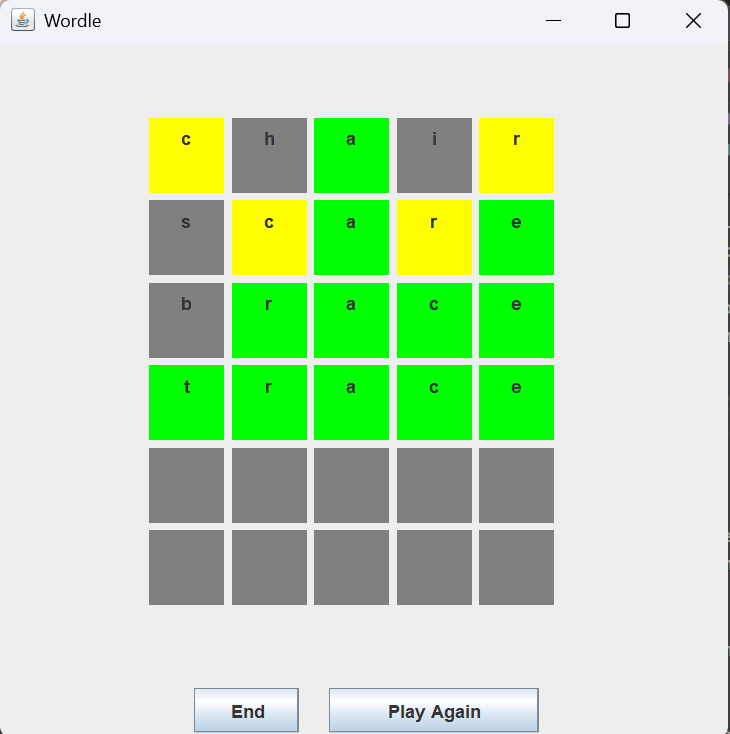 Wordle
c h a i r
s c a r e
b r a c e
t r a c e
End Play Again